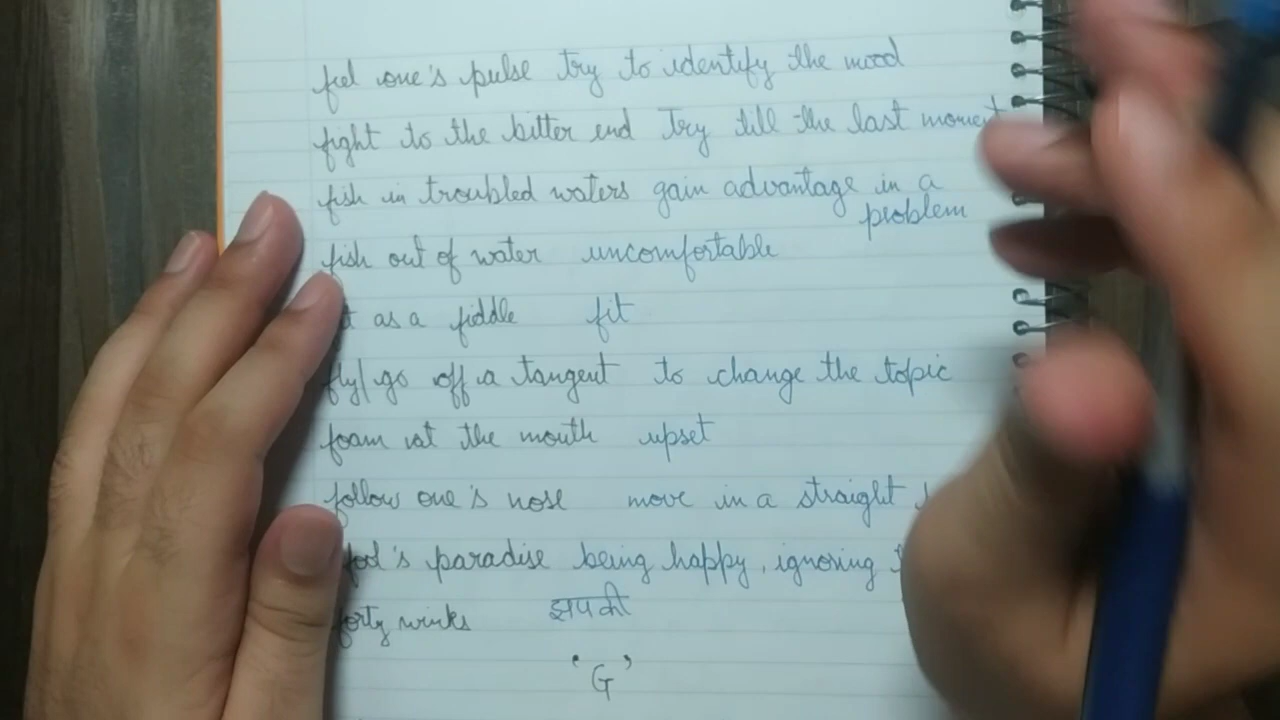 feel one's pulse try to identify the mood
fight to the bitter end Try till the last moment
fish in troubled waters gain advantage in a
problem
fish out of water uncomfortable
as a fiddle fit
fly/go off a tangent to change the topic
foam at the mouth upset
follow one's nose move in a straight
fool's paradise being happy, ignoring
forty winks झपकी
'G'